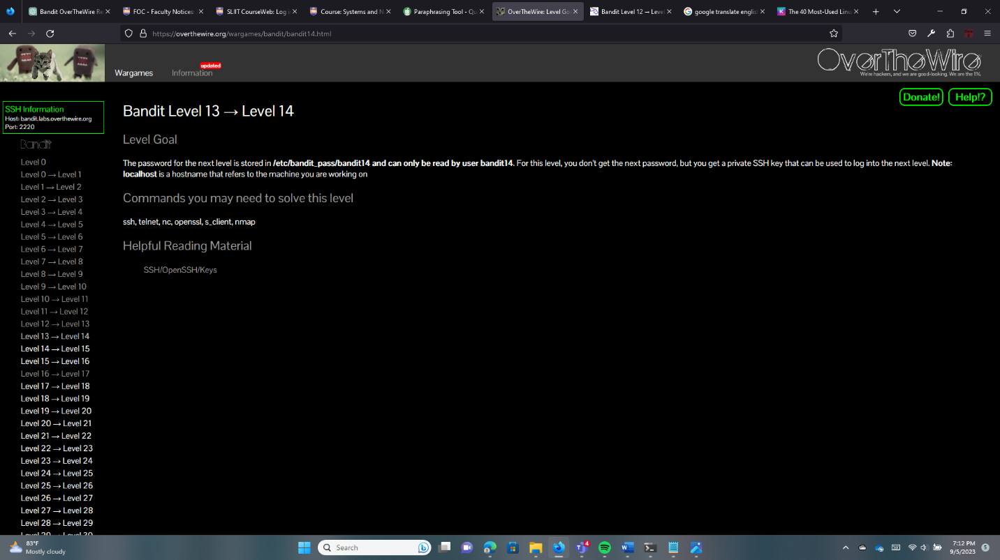 Bandit OverTheWire Re
FOC - Faculty Notices:
SLIIT CourseWeb: Log i
Course: Systems and N
Paraphrasing Tool - Qu
OverTheWire: Level Go
Bandit Level 12 → Level
google translate englis
The 40 Most-Used Linu
https://overthewire.org/wargames/bandit/bandit14.html
Wargames
Information
updated
OverTheWire
We're hackers, and we are good-looking. We are the 1%.
Donate!
Help!?
SSH Information
Host: bandit.labs.overthewire.org
Port: 2220
Bandit
Level 0
Level 0 → Level 1
Level 1 → Level 2
Level 2 → Level 3
Level 3 → Level 4
Level 4 → Level 5
Level 5 → Level 6
Level 6 → Level 7
Level 7 → Level 8
Level 8 → Level 9
Level 9 → Level 10
Level 10 → Level 11
Level 11 → Level 12
Level 12 → Level 13
Level 13 → Level 14
Level 14 → Level 15
Level 15 → Level 16
Level 16 → Level 17
Level 17 → Level 18
Level 18 → Level 19
Level 19 → Level 20
Level 20 → Level 21
Level 21 → Level 22
Level 22 → Level 23
Level 23 → Level 24
Level 24 → Level 25
Level 25 → Level 26
Level 26 → Level 27
Level 27 → Level 28
Level 28 → Level 29
Level 29 → Level 30
Bandit Level 13 → Level 14
Level Goal
The password for the next level is stored in /etc/bandit_pass/bandit14 and can only be read by user bandit14. For this level, you don't get the next password, but you get a private SSH key that can be used to log into the next level. Note:
localhost is a hostname that refers to the machine you are working on
Commands you may need to solve this level
ssh, telnet, nc, openssl, s_client, nmap
Helpful Reading Material
SSH/OpenSSH/Keys
83°F
Mostly cloudy
Search
4
7:12 PM
9/5/2023
5